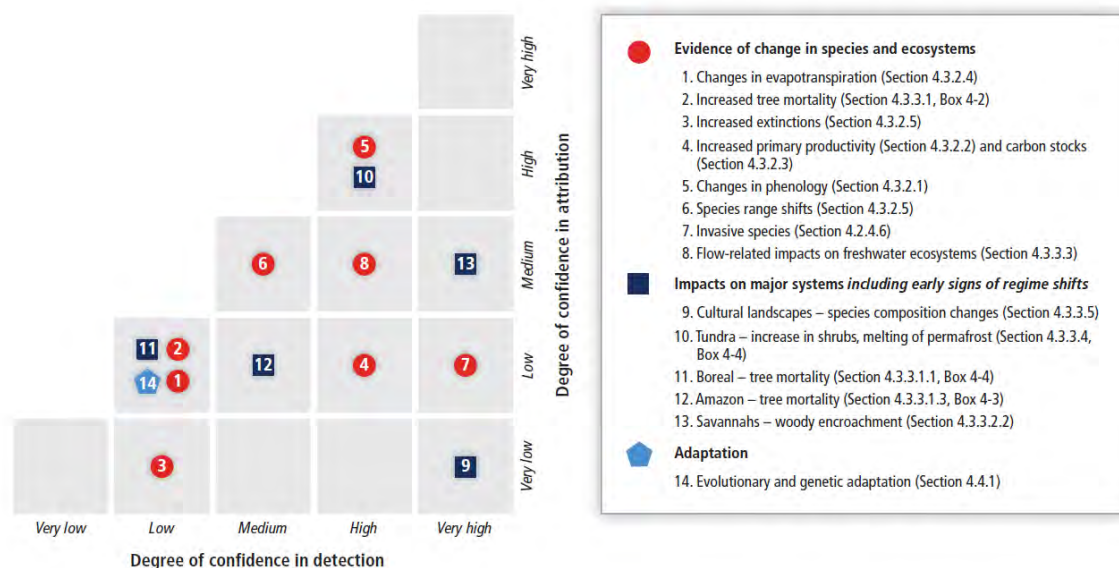 Very high
High
Medium
Low
Very low
Degree of confidence in attribution
5
10
6
8
13
11
2
14
1
12
4
7
3
9
Very low
Low
Medium
High
Very high
Degree of confidence in detection
Evidence of change in species and ecosystems
1. Changes in evapotranspiration (Section 4.3.2.4)
2. Increased tree mortality (Section 4.3.3.1, Box 4-2)
3. Increased extinctions (Section 4.3.2.5)
4. Increased primary productivity (Section 4.3.2.2) and carbon stocks
(Section 4.3.2.3)
5. Changes in phenology (Section 4.3.2.1)
6. Species range shifts (Section 4.3.2.5)
7. Invasive species (Section 4.2.4.6)
8. Flow-related impacts on freshwater ecosystems (Section 4.3.3.3)
Impacts on major systems including early signs of regime shifts
9. Cultural landscapes – species composition changes (Section 4.3.3.5)
10. Tundra – increase in shrubs, melting of permafrost (Section 4.3.3.4,
Box 4-4)
11. Boreal – tree mortality (Section 4.3.3.1.1, Box 4-4)
12. Amazon – tree mortality (Section 4.3.3.1.3, Box 4-3)
13. Savannahs – woody encroachment (Section 4.3.3.2.2)
Adaptation
14. Evolutionary and genetic adaptation (Section 4.4.1)